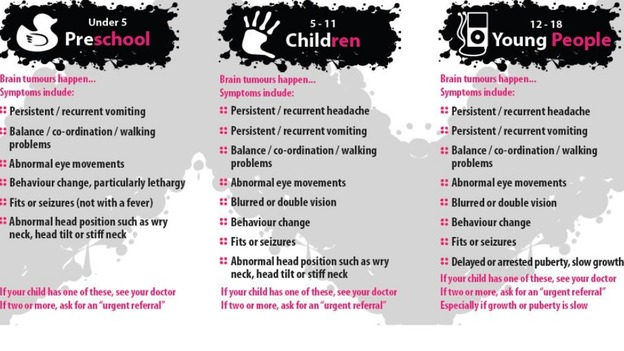 Under 5
Preschool
Brain tumours happen...
Symptoms include:
Persistent / recurrent vomiting
Balance / co-ordination / walking
problems
Abnormal eye movements
Behaviour change, particularly lethargy
Fits or seizures (not with a fever)
Abnormal head position such as wry
neck, head tilt or stiff neck
If your child has one of these, see your doctor
If two or more, ask for an “urgent referral”
5 - 11
Children
Brain tumours happen...
Symptoms include:
Persistent / recurrent headache
Persistent / recurrent vomiting
Balance / co-ordination / walking
problems
Abnormal eye movements
Blurred or double vision
Behaviour change
Fits or seizures
Abnormal head position such as wry
neck, head tilt or stiff neck
If your child has one of these, see your doctor
If two or more, ask for an “urgent referral”
12 - 18
Young People
Brain tumours happen...
Symptoms include:
Persistent / recurrent headache
Persistent / recurrent vomiting
Balance / co-ordination / walking
problems
Abnormal eye movements
Blurred or double vision
Behaviour change
Fits or seizures
Delayed or arrested puberty, slow growth
If your child has one of these, see your doctor
If two or more, ask for an “urgent referral”
Especially if growth or puberty is slow